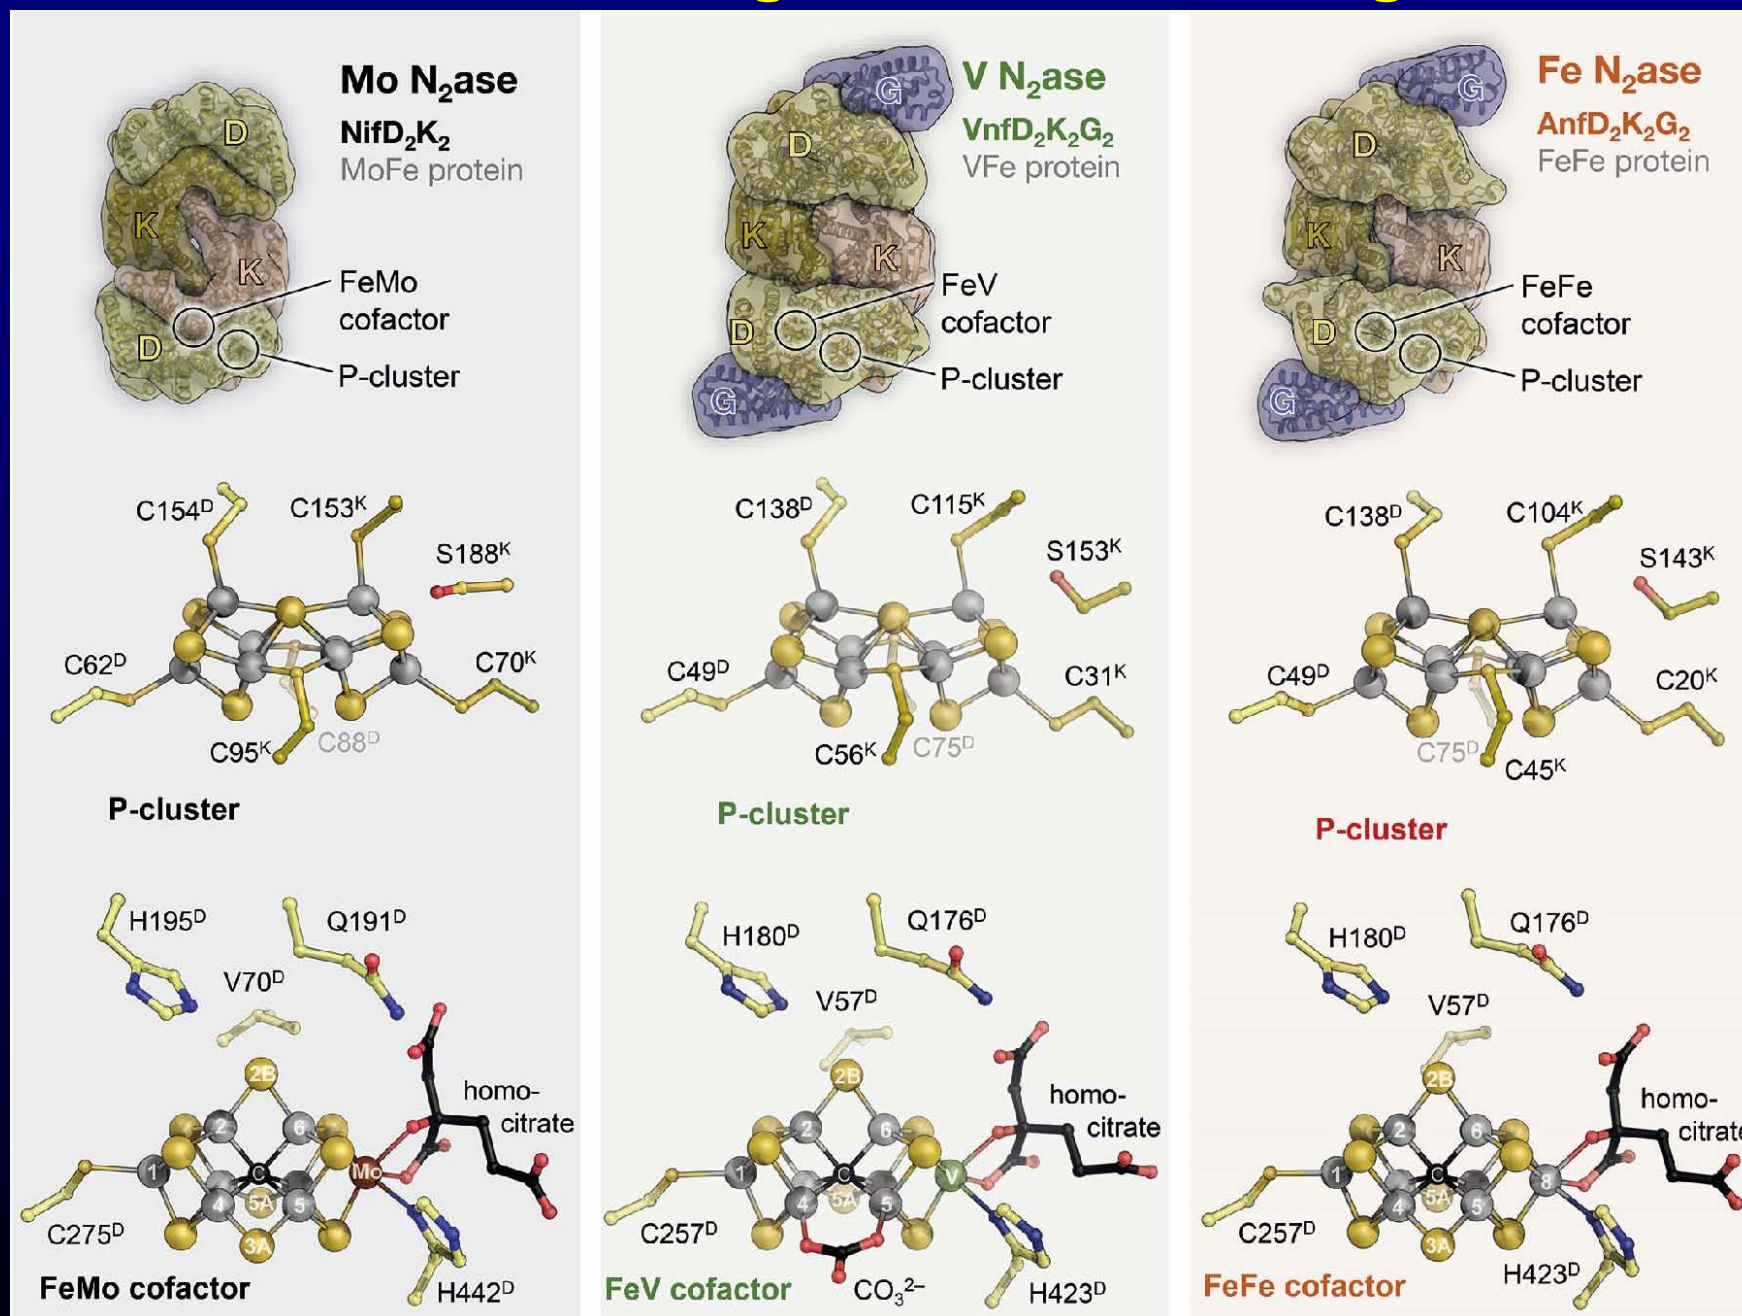 Mo N₂ase
NifD₂K₂
MoFe protein
D
K
K
D
FeMo
cofactor
P-cluster
C154ᴰ
C153ᴷ
S188ᴷ
C62ᴰ
C70ᴷ
C95ᴷ
C88ᴰ
P-cluster
H195ᴰ
Q191ᴰ
V70ᴰ
homo-
citrate
2B
2
6
1
C
Mo
4
5A
5
3A
C275ᴰ
H442ᴰ
FeMo cofactor
V N₂ase
VnfD₂K₂G₂
VFe protein
G
D
K
K
D
G
FeV
cofactor
P-cluster
C138ᴰ
C115ᴷ
S153ᴷ
C49ᴰ
C31ᴷ
C56ᴷ
C75ᴰ
P-cluster
H180ᴰ
Q176ᴰ
V57ᴰ
homo-
citrate
2B
2
6
1
C
V
4
5A
5
C257ᴰ
CO₃²⁻
H423ᴰ
FeV cofactor
Fe N₂ase
AnfD₂K₂G₂
FeFe protein
G
D
K
K
D
G
FeFe
cofactor
P-cluster
C138ᴰ
C104ᴷ
S143ᴷ
C49ᴰ
C20ᴷ
C75ᴰ
C45ᴷ
P-cluster
H180ᴰ
Q176ᴰ
V57ᴰ
homo-
citrate
2B
2
6
1
C
8
4
5A
5
3A
C257ᴰ
H423ᴰ
FeFe cofactor